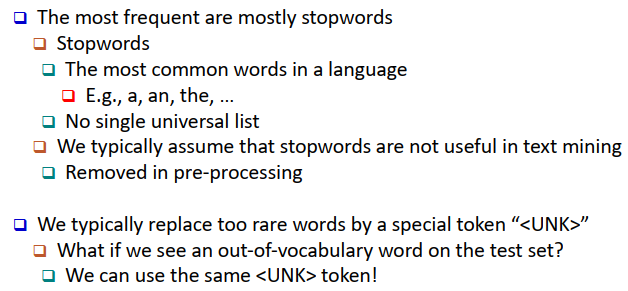 The most frequent are mostly stopwords
Stopwords
The most common words in a language
E.g., a, an, the, ...
No single universal list
We typically assume that stopwords are not useful in text mining
Removed in pre-processing
We typically replace too rare words by a special token “<UNK>”
What if we see an out-of-vocabulary word on the test set?
We can use the same <UNK> token!